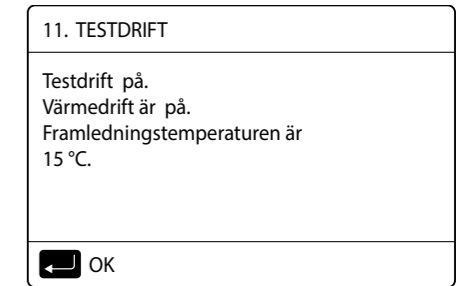 11. TESTDRIFT
Testdrift på.
Värmedrift är på.
Framledningstemperaturen är
15 °C.
OK